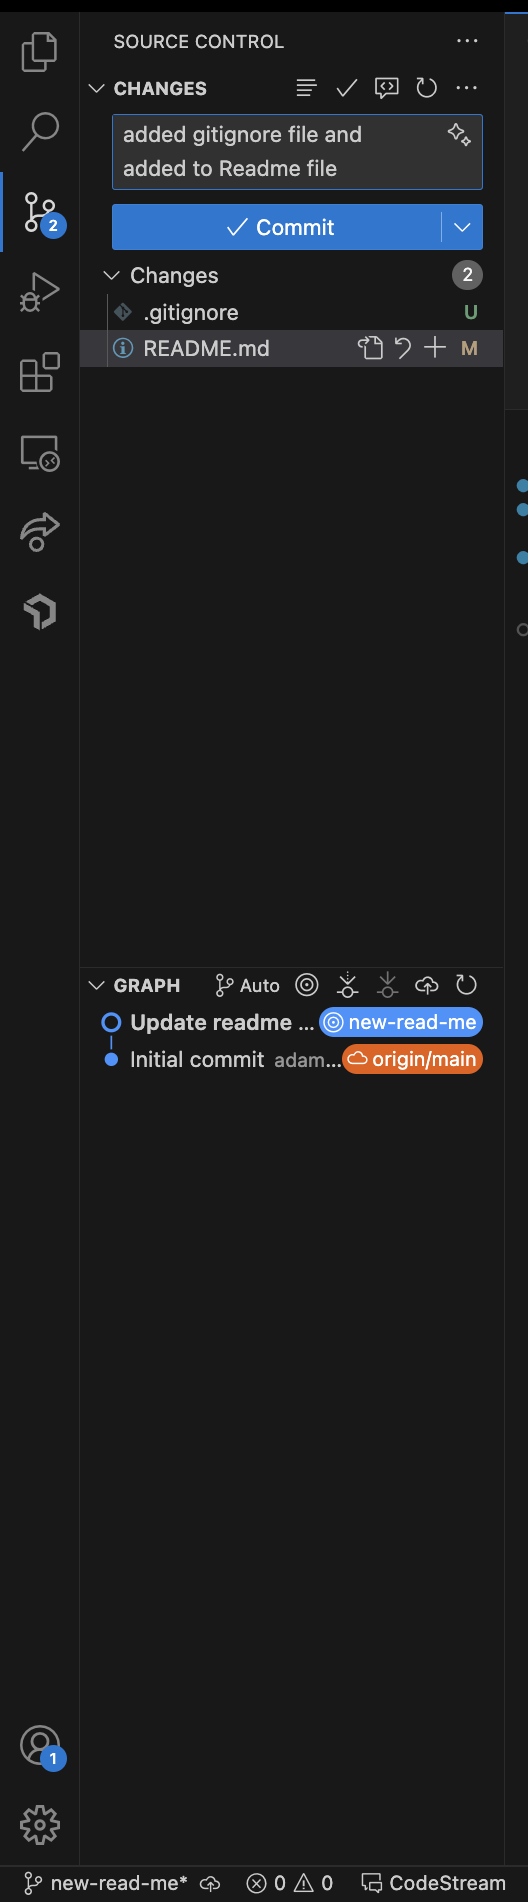 SOURCE CONTROL
CHANGES
added gitignore file and
added to Readme file
2
Commit
Changes 2
.gitignore U
README.md M
GRAPH Auto
Update readme ... new-read-me
Initial commit adam... origin/main
1
new-read-me* 0 0 CodeStream